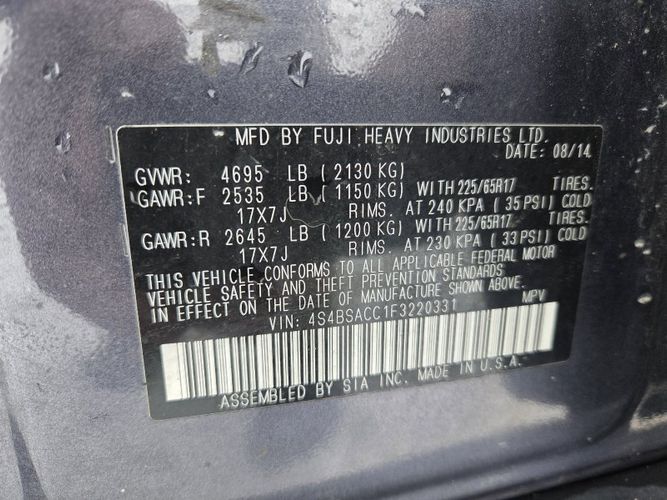 MFD BY FUJI HEAVY INDUSTRIES LTD.
DATE: 08/14
GVWR: 4695 LB ( 2130 KG)
GAWR:F 2535 LB ( 1150 KG) WITH 225/65R17 TIRES.
17X7J RIMS. AT 240 KPA ( 35 PSI) COLD
GAWR:R 2645 LB ( 1200 KG) WITH 225/65R17 TIRES.
17X7J RIMS. AT 230 KPA ( 33 PSI) COLD
THIS VEHICLE CONFORMS TO ALL APPLICABLE FEDERAL MOTOR
VEHICLE SAFETY AND THEFT PREVENTION STANDARDS
IN EFFECT ON THE DATE OF MANUFACTURE SHOWN ABOVE.
VIN: 4S4BSACC1F3220331 MPV
ASSEMBLED BY SIA INC. MADE IN U.S.A.